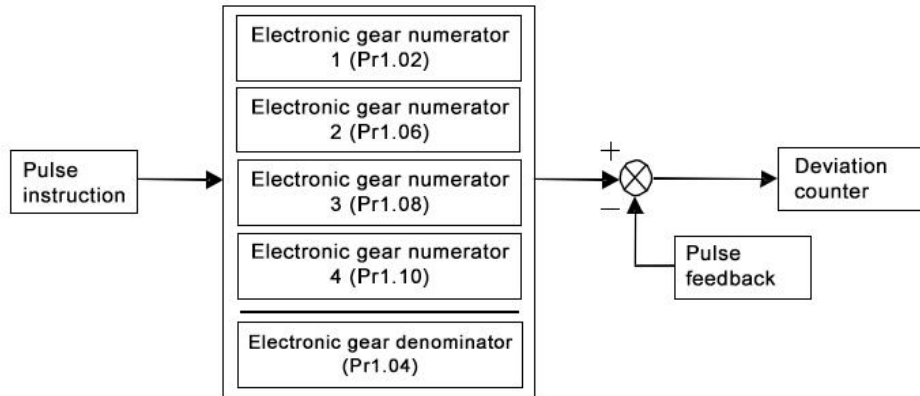 Pulse
instruction
Electronic gear numerator
1 (Pr1.02)
Electronic gear numerator
2 (Pr1.06)
Electronic gear numerator
3 (Pr1.08)
Electronic gear numerator
4 (Pr1.10)
Electronic gear denominator
(Pr1.04)
+
−
Pulse
feedback
Deviation
counter